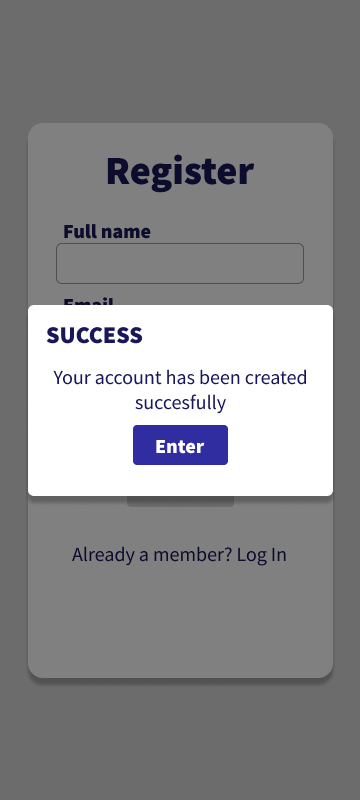 Register
Full name
Email
SUCCESS
Your account has been created
succesfully
Enter
Already a member? Log In